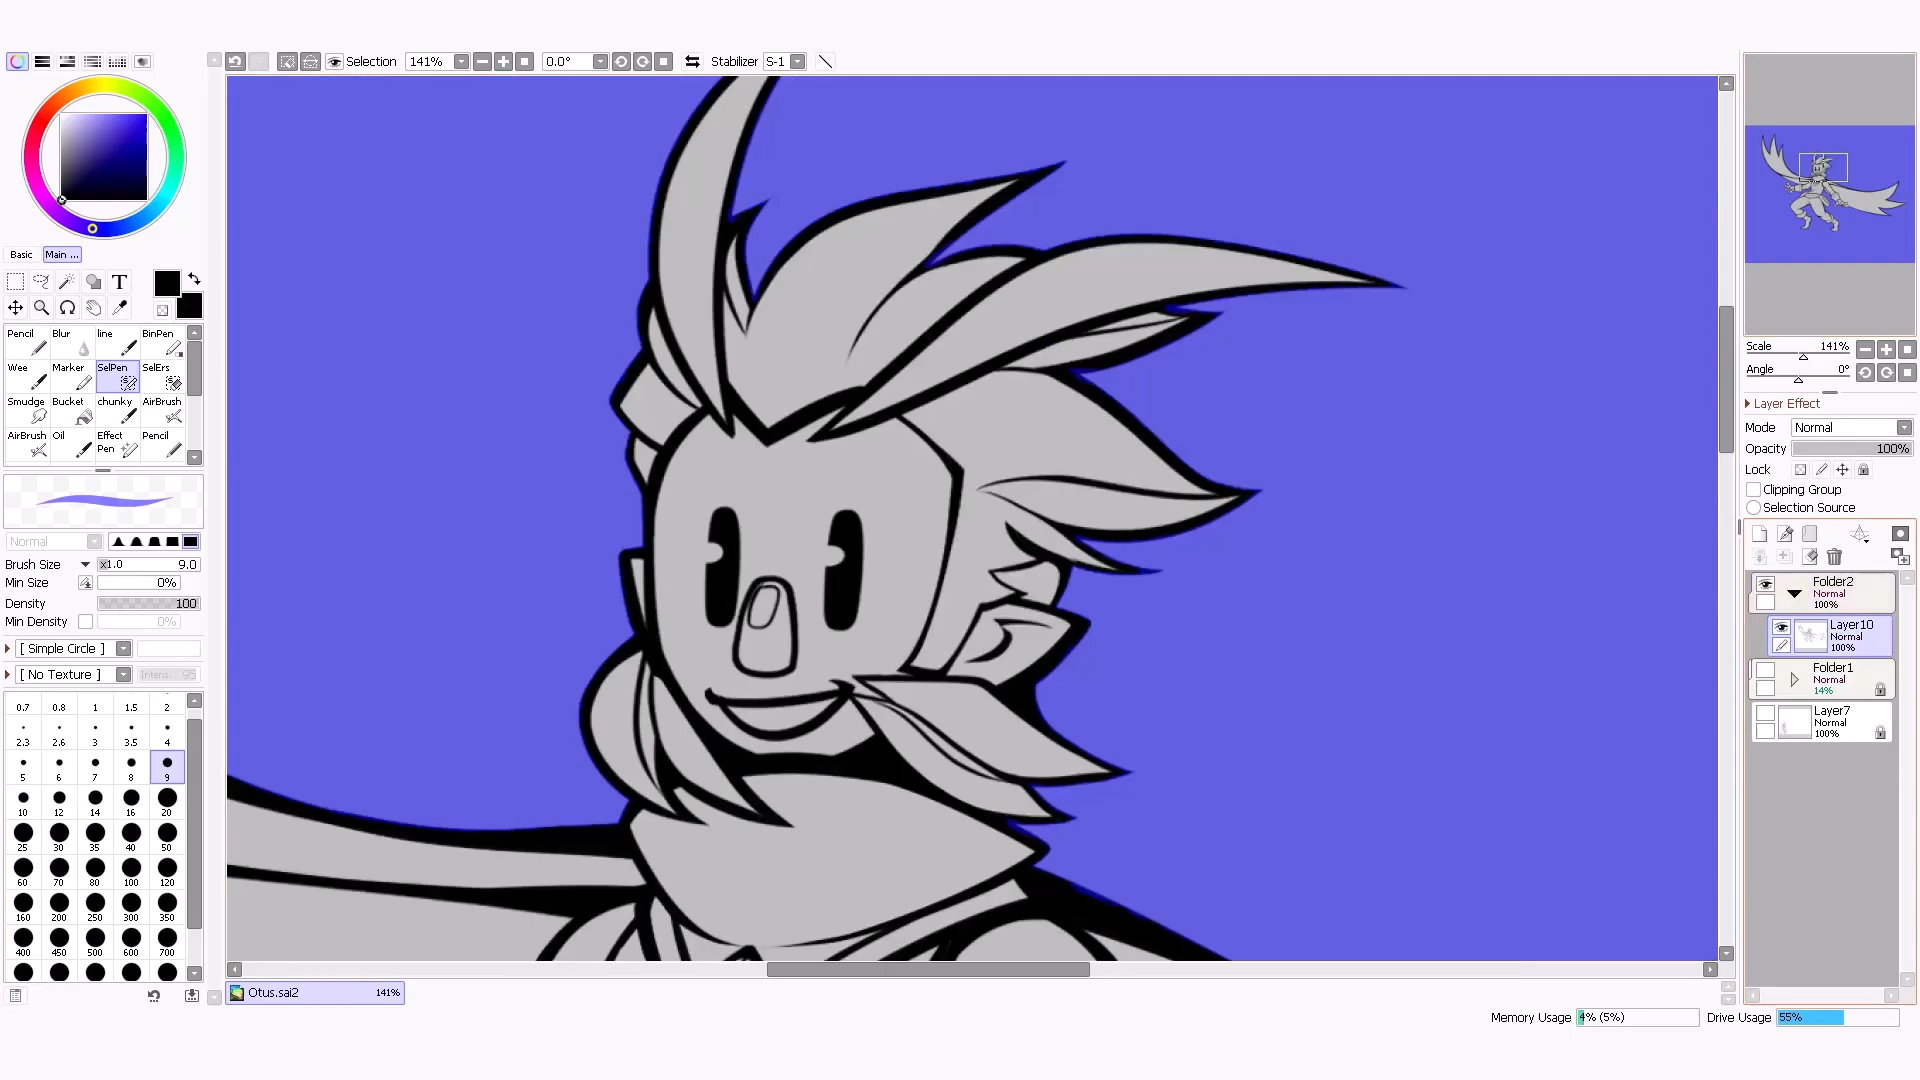 Selection
141%
0.0°
Stabilizer
S-1
Basic
Main ...
T
Pencil
Blur
line
BinPen
Wee
Marker
SelPen
SelErs
Smudge
Bucket
chunky
AirBrush
AirBrush
Oil
Effect
Pen
Pencil
Normal
Brush Size
x1.0
9.0
Min Size
0%
Density
100
Min Density
0%
[ Simple Circle ]
[ No Texture ]
Intens. 95
0.7 0.8 1 1.5 2
2.3 2.6 3 3.5 4
5 6 7 8 9
10 12 14 16 20
25 30 35 40 50
60 70 80 100 120
160 200 250 300 350
400 450 500 600 700
Otus.sai2
141%
Scale
141%
Angle
0°
Layer Effect
Mode
Normal
Opacity
100%
Lock
Clipping Group
Selection Source
Folder2
Normal
100%
Layer10
Normal
100%
Folder1
Normal
14%
Layer7
Normal
100%
Memory Usage
4% (5%)
Drive Usage
55%